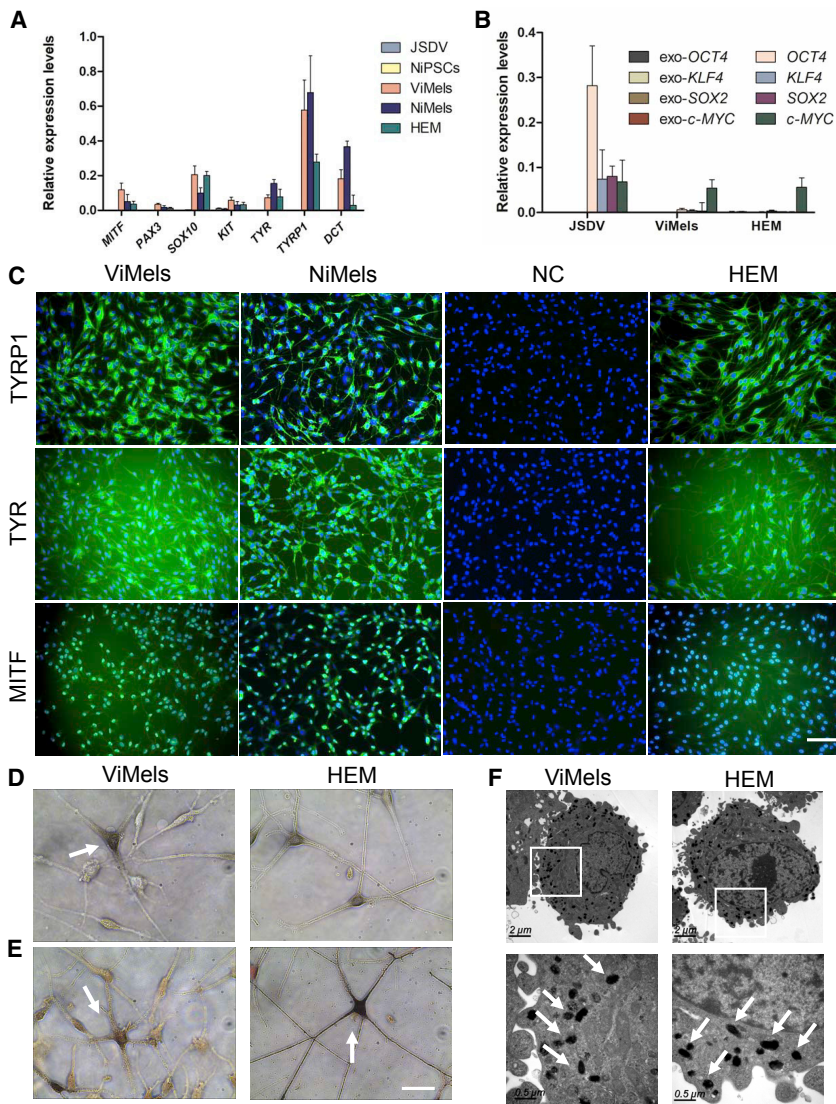 A
Relative expression levels
1.0
0.8
0.6
0.4
0.2
0.0
MITF
PAX3
SOX10
KIT
TYR
TYRP1
DCT
JSDV
NiPSCs
ViMels
NiMels
HEM
B
Relative expression levels
0.4
0.3
0.2
0.1
0.0
JSDV
ViMels
HEM
exo-OCT4
exo-KLF4
exo-SOX2
exo-c-MYC
OCT4
KLF4
SOX2
c-MYC
C
ViMels
NiMels
NC
HEM
TYRP1
TYR
MITF
D
ViMels
HEM
E
F
ViMels
HEM
2 µm
2 µm
0.5 µm
0.5 µm